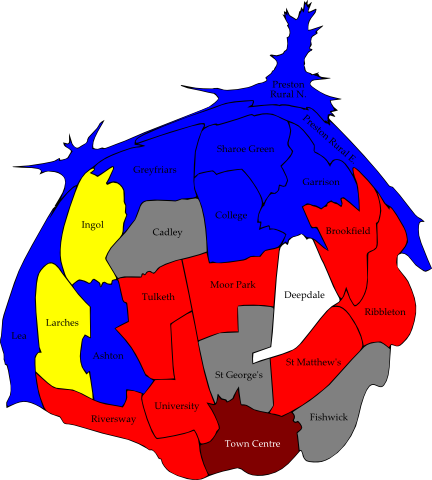 Preston
Rural N.
Preston Rural E.
Sharoe Green
Greyfriars
Garrison
Ingol
College
Cadley
Brookfield
Moor Park
Deepdale
Tulketh
Ribbleton
Larches
Lea
Ashton
St George's
St Matthew's
University
Fishwick
Riversway
Town Centre